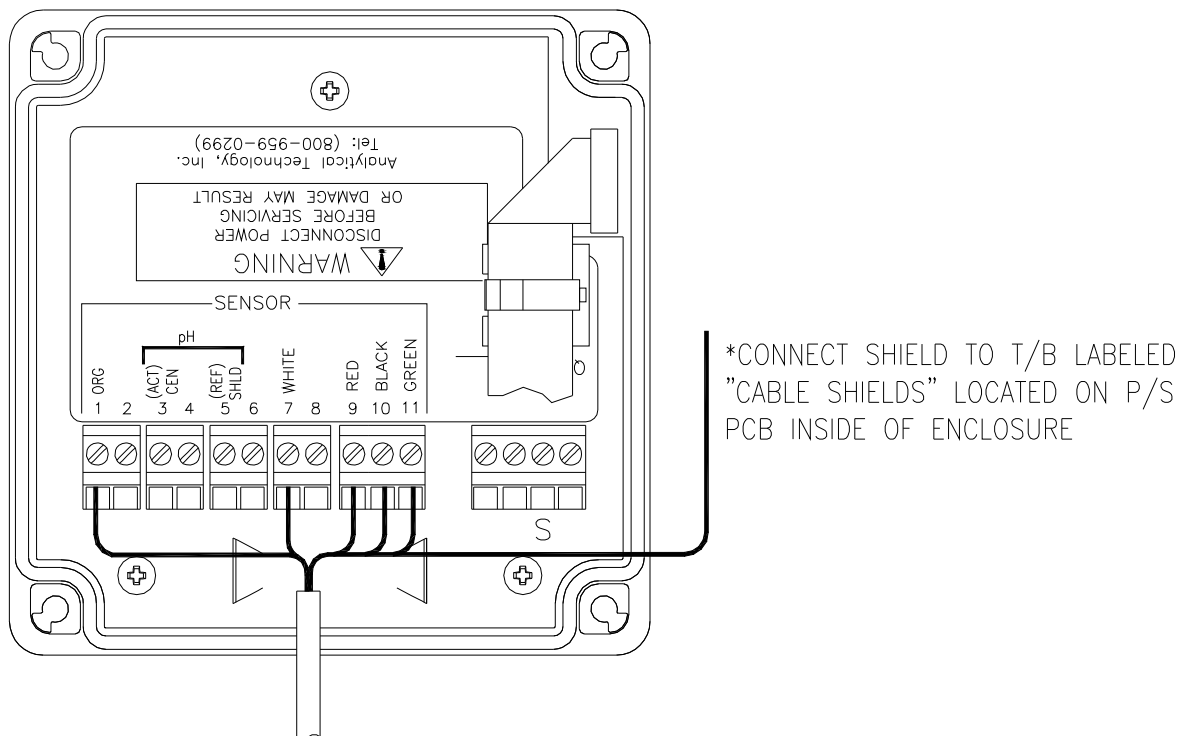 Tel: (800-959-0299)
Analytical Technology, Inc.
OR DAMAGE MAY RESULT
BEFORE SERVICING
DISCONNECT POWER
WARNING
SENSOR
pH
ORG
(ACT)
CEN
(REF)
SHLD
WHITE
RED
BLACK
GREEN
1 2 3 4 5 6 7 8 9 10 11
S
*CONNECT SHIELD TO T/B LABELED
"CABLE SHIELDS" LOCATED ON P/S
PCB INSIDE OF ENCLOSURE